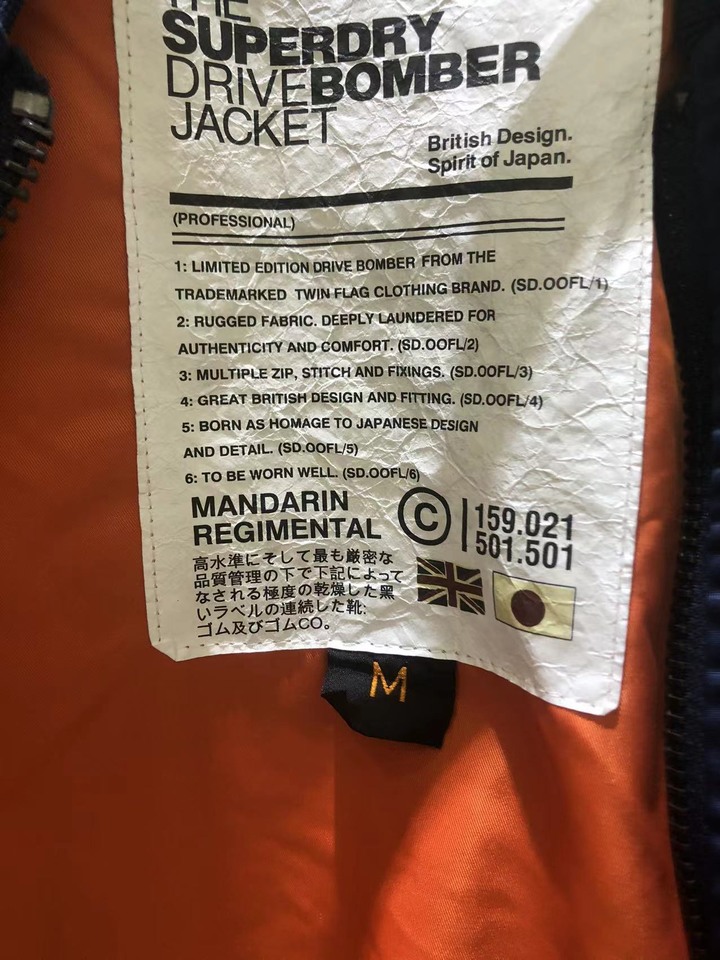 THE
SUPERDRY
DRIVEBOMBER
JACKET
British Design.
Spirit of Japan.
(PROFESSIONAL)
1: LIMITED EDITION DRIVE BOMBER FROM THE
TRADEMARKED TWIN FLAG CLOTHING BRAND. (SD.OOFL/1)
2: RUGGED FABRIC. DEEPLY LAUNDERED FOR
AUTHENTICITY AND COMFORT. (SD.OOFL/2)
3: MULTIPLE ZIP, STITCH AND FIXINGS. (SD.OOFL/3)
4: GREAT BRITISH DESIGN AND FITTING. (SD.OOFL/4)
5: BORN AS HOMAGE TO JAPANESE DESIGN
AND DETAIL. (SD.OOFL/5)
6: TO BE WORN WELL. (SD.OOFL/6)
MANDARIN
REGIMENTAL
©
159.021
501.501
高水準にそして最も厳密な
品質管理の下で下記によって
なされる極度の乾燥した黑
いラベルの連続した靴:
ゴム及びゴムCO。
M